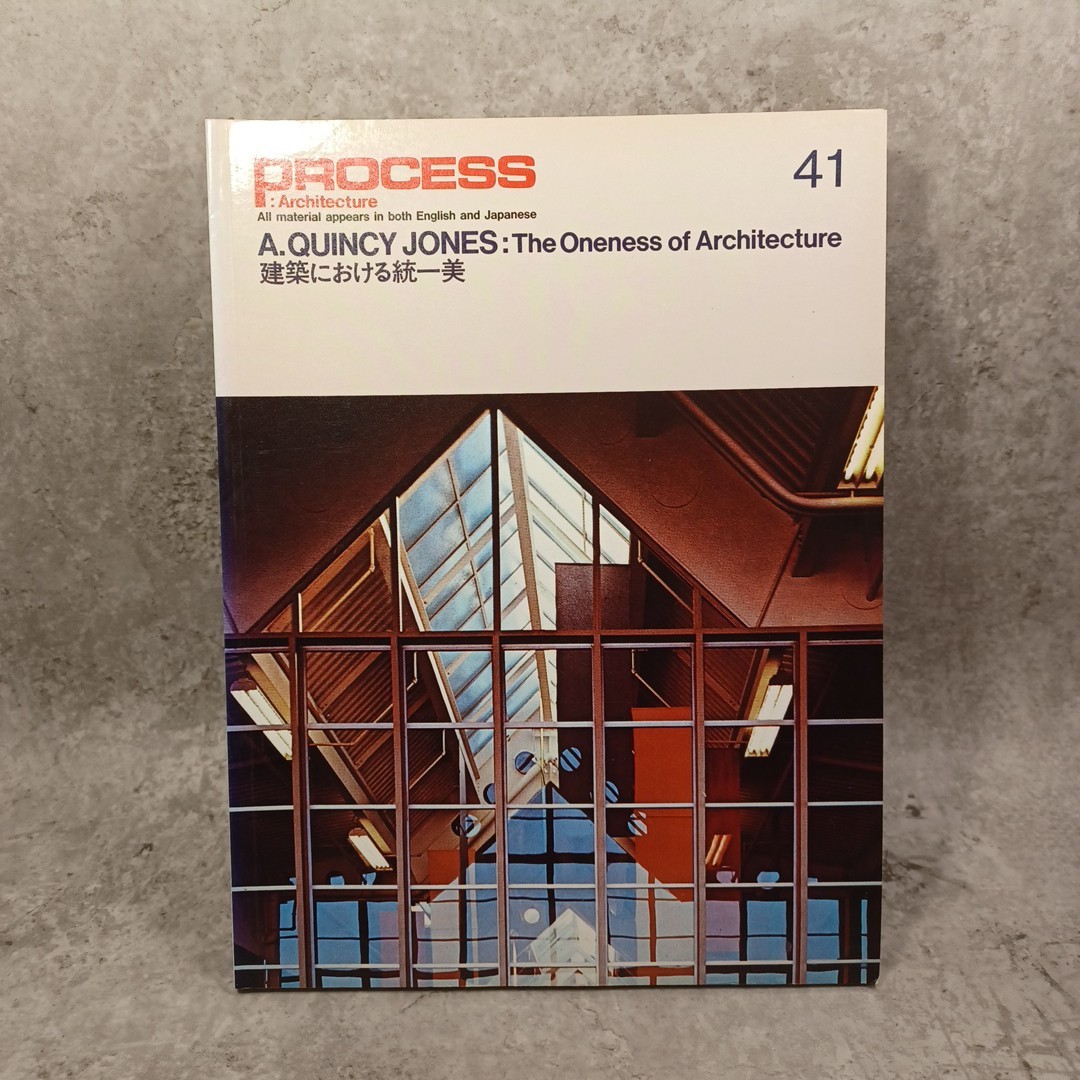 PROCESS
: Architecture
41
All material appears in both English and Japanese
A.QUINCY JONES: The Oneness of Architecture
建築における統一美